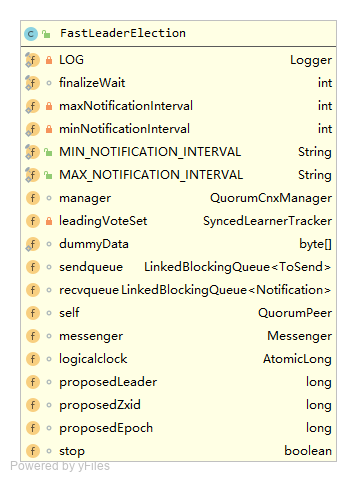 C FastLeaderElection
f LOG Logger
f finalizeWait int
f maxNotificationInterval int
f minNotificationInterval int
f MIN_NOTIFICATION_INTERVAL String
f MAX_NOTIFICATION_INTERVAL String
f manager QuorumCnxManager
f leadingVoteSet SyncedLearnerTracker
f dummyData byte[]
f sendqueue LinkedBlockingQueue<ToSend>
f recvqueue LinkedBlockingQueue<Notification>
f self QuorumPeer
f messenger Messenger
f logicalclock AtomicLong
f proposedLeader long
f proposedZxid long
f proposedEpoch long
f stop boolean
Powered by yFiles